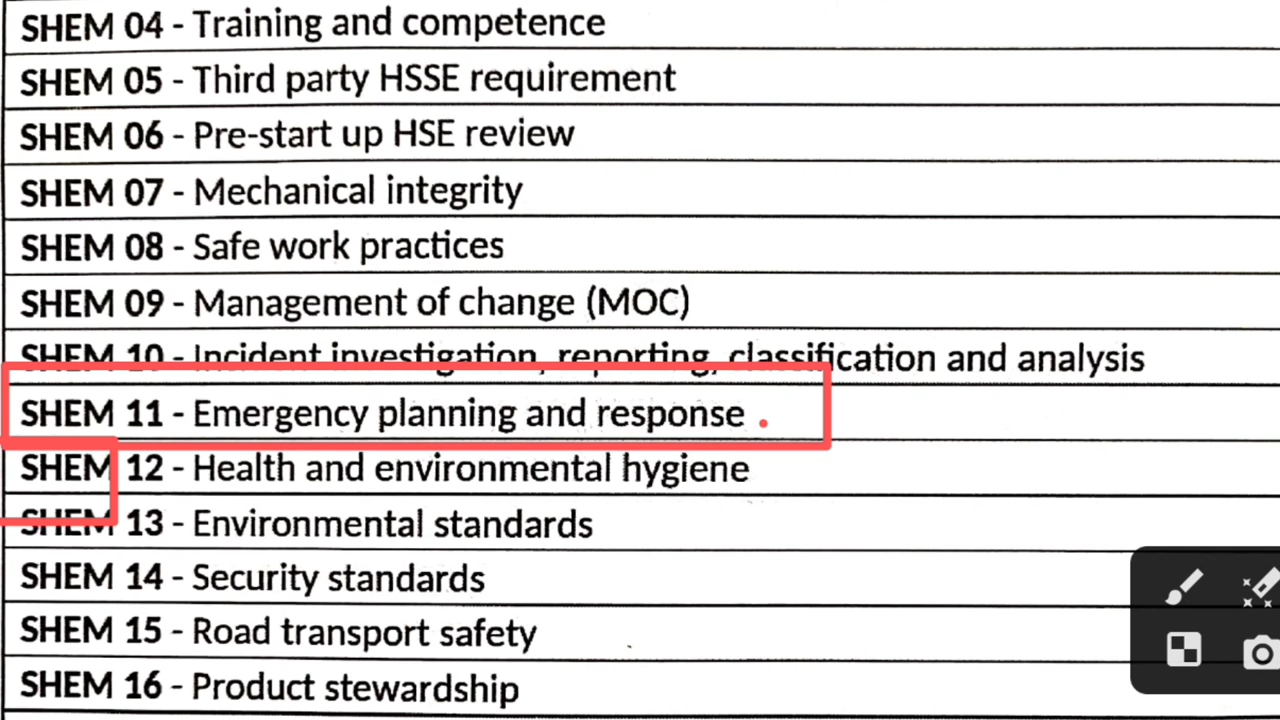 SHEM 04 - Training and competence
SHEM 05 - Third party HSSE requirement
SHEM 06 - Pre-start up HSE review
SHEM 07 - Mechanical integrity
SHEM 08 - Safe work practices
SHEM 09 - Management of change (MOC)
SHEM 10 - Incident investigation, reporting, classification and analysis
SHEM 11 - Emergency planning and response
SHEM 12 - Health and environmental hygiene
SHEM 13 - Environmental standards
SHEM 14 - Security standards
SHEM 15 - Road transport safety
SHEM 16 - Product stewardship